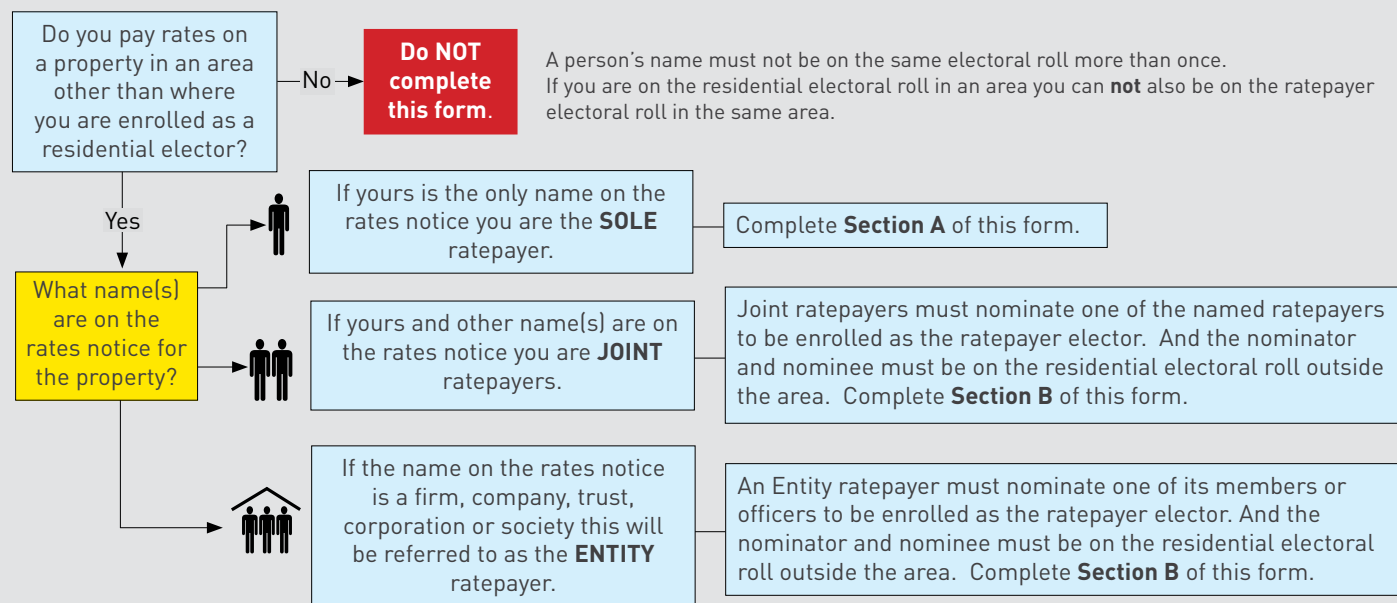 Do you pay rates on
a property in an area
other than where
you are enrolled as a
residential elector?
No
Do NOT
complete
this form.
A person's name must not be on the same electoral roll more than once.
If you are on the residential electoral roll in an area you can not also be on the ratepayer
electoral roll in the same area.
Yes
If yours is the only name on the
rates notice you are the SOLE
ratepayer.
Complete Section A of this form.
What name(s)
are on the
rates notice for
the property?
If yours and other name(s) are on
the rates notice you are JOINT
ratepayers.
Joint ratepayers must nominate one of the named ratepayers
to be enrolled as the ratepayer elector.  And the nominator
and nominee must be on the residential electoral roll outside
the area.  Complete Section B of this form.
If the name on the rates notice
is a firm, company, trust,
corporation or society this will
be referred to as the ENTITY
ratepayer.
An Entity ratepayer must nominate one of its members or
officers to be enrolled as the ratepayer elector. And the
nominator and nominee must be on the residential electoral
roll outside the area.  Complete Section B of this form.